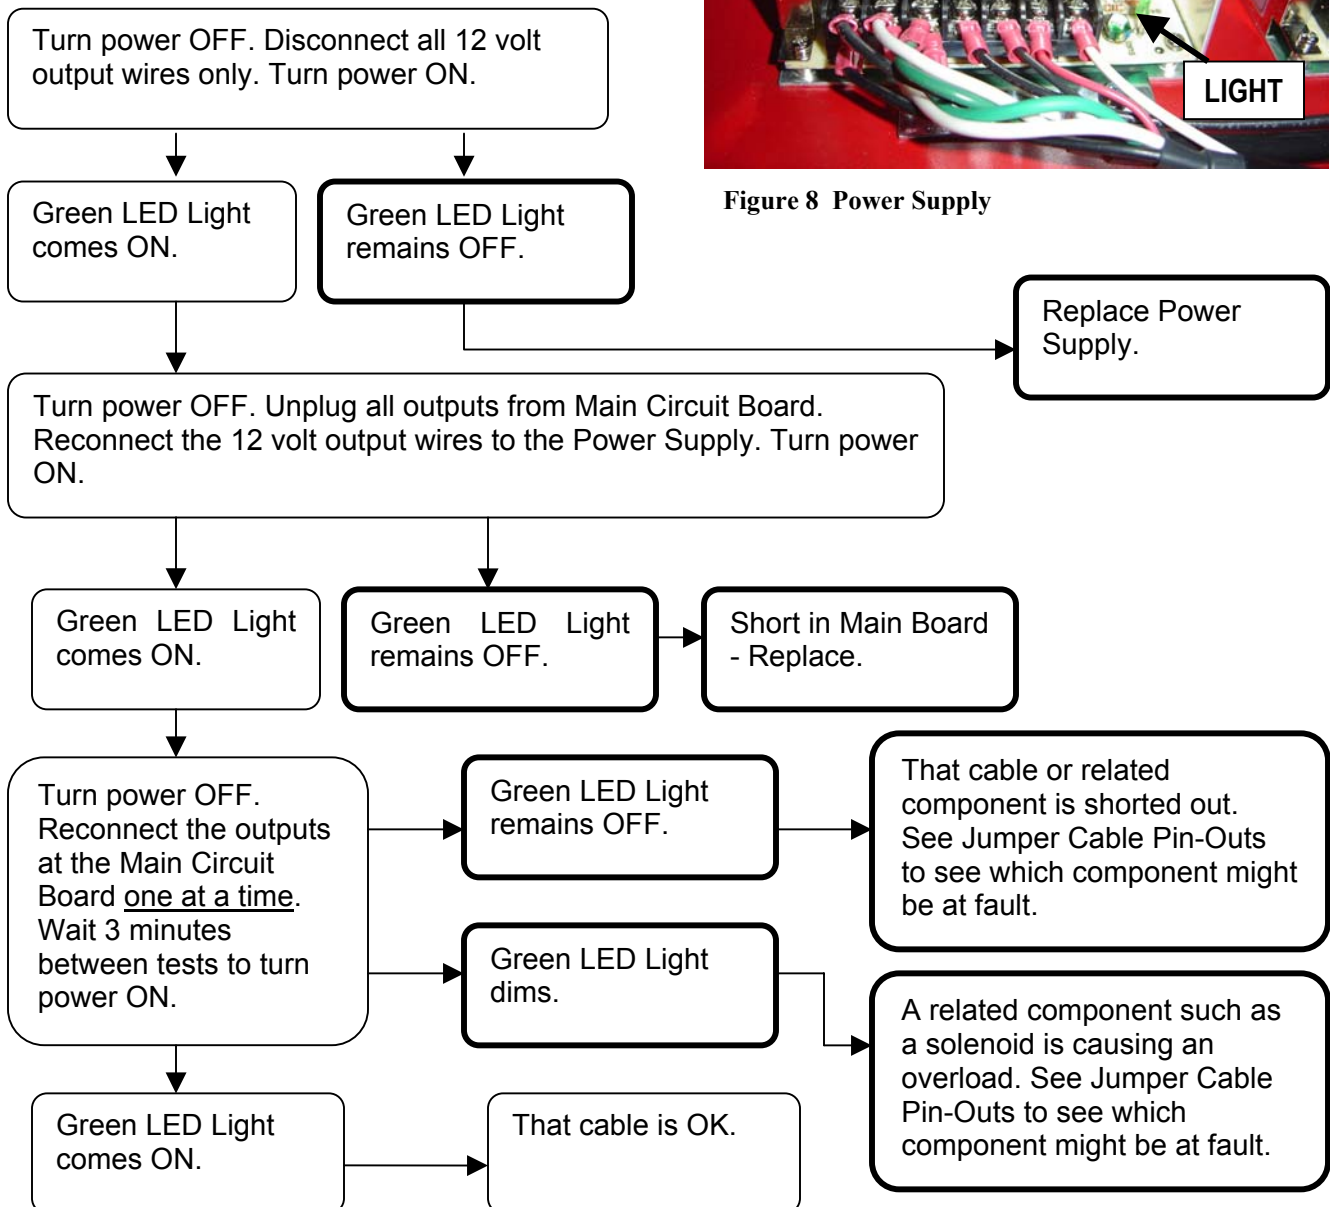 Turn power OFF. Disconnect all 12 volt
output wires only. Turn power ON.
LIGHT
Figure 8  Power Supply
Green LED Light
comes ON.
Green LED Light
remains OFF.
Replace Power
Supply.
Turn power OFF. Unplug all outputs from Main Circuit Board.
Reconnect the 12 volt output wires to the Power Supply. Turn power
ON.
Green LED Light
comes ON.
Green LED Light
remains OFF.
Short in Main Board
- Replace.
Turn power OFF.
Reconnect the outputs
at the Main Circuit
Board one at a time.
Wait 3 minutes
between tests to turn
power ON.
Green LED Light
remains OFF.
That cable or related
component is shorted out.
See Jumper Cable Pin-Outs
to see which component might
be at fault.
Green LED Light
dims.
A related component such as
a solenoid is causing an
overload. See Jumper Cable
Pin-Outs to see which
component might be at fault.
Green LED Light
comes ON.
That cable is OK.